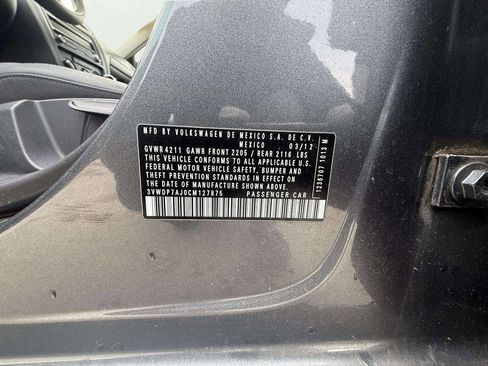 MFD. BY VOLKSWAGEN DE MEXICO S.A. DE C.V.
MEXICO 03/12
GVWR 4211 GAWR FRONT 2205 / REAR 2116 LBS
THIS VEHICLE CONFORMS TO ALL APPLICABLE U.S.
FEDERAL MOTOR VEHICLE SAFETY, BUMPER AND
THEFT PREVENTION STANDARDS IN EFFECT ON
THE DATE OF MANUFACTURE SHOWN ABOVE.
3VWDP7AJ0CM127875 PASSENGER CAR
1238707 1013 M